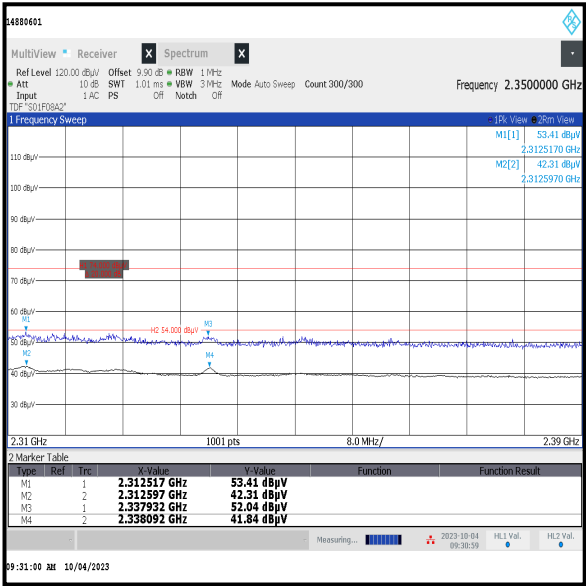 14880601
MultiView Receiver X Spectrum X
Ref Level 120.00 dBµV Offset 9.90 dB RBW 1 MHz
Att 10 dB SWT 1.01 ms VBW 3 MHz Mode Auto Sweep Count 300/300 Frequency 2.3500000 GHz
Input 1 AC PS Off Notch Off
TDF "S01F08A2"
1 Frequency Sweep 1Pk View 2Rm View
M1[1] 53.41 dBµV
2.3125170 GHz
M2[2] 42.31 dBµV
2.3125970 GHz
110 dBµV
100 dBµV
90 dBµV
80 dBµV
70 dBµV
60 dBµV
M1
M3
H2 54.000 dBµV
50 dBµV
M2
M4
40 dBµV
30 dBµV
2.31 GHz 1001 pts 8.0 MHz/ 2.39 GHz
2 Marker Table
Type Ref Trc X-Value Y-Value Function Function Result
M1 1 2.312517 GHz 53.41 dBµV
M2 2 2.312597 GHz 42.31 dBµV
M3 1 2.337932 GHz 52.04 dBµV
M4 2 2.338092 GHz 41.84 dBµV
Measuring... 2023-10-04 HL1 Val. HL2 Val.
09:30:59
09:31:00 AM 10/04/2023